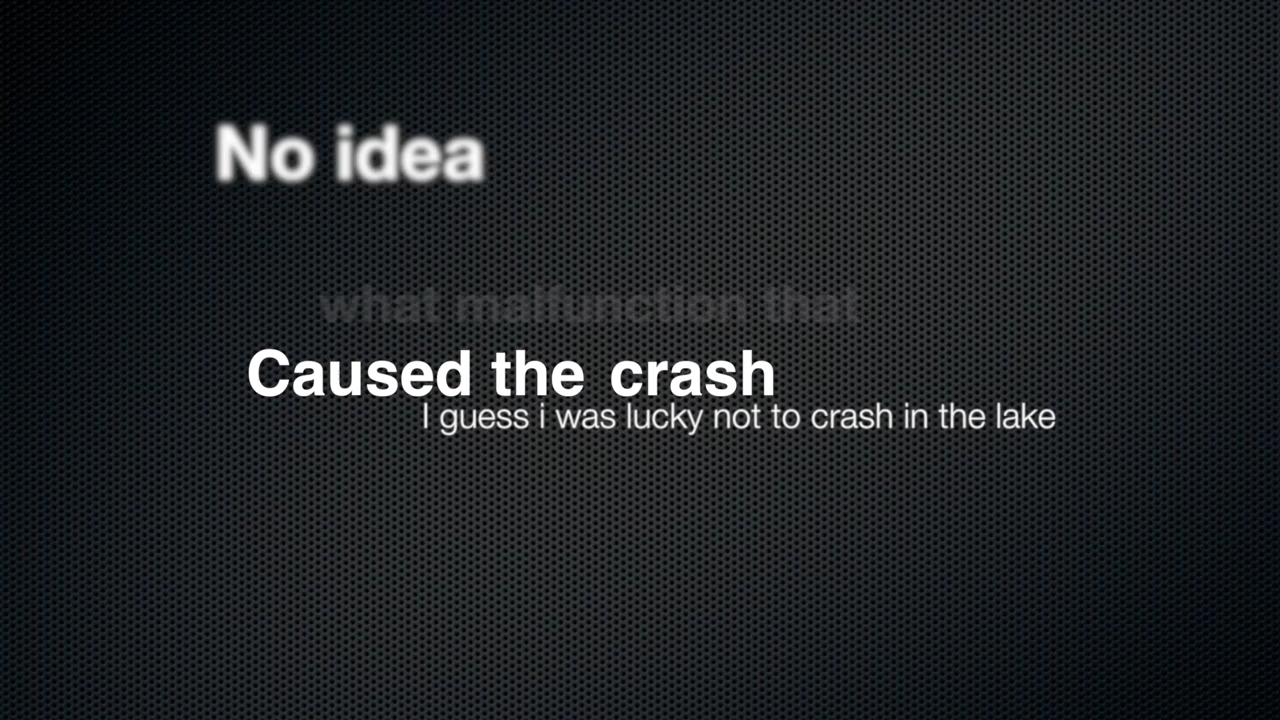 No idea
what malfunction that
Caused the crash
I guess i was lucky not to crash in the lake